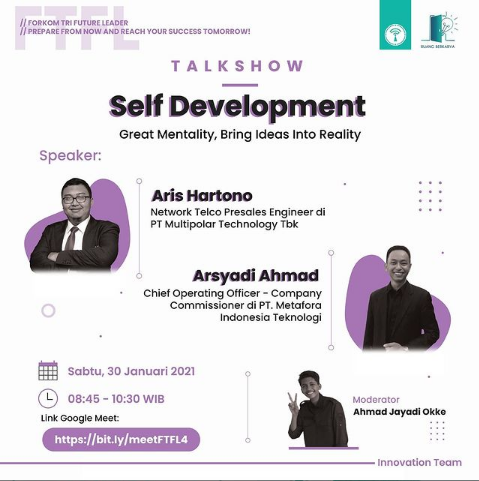 FTFL
// FORKOM TRI FUTURE LEADER
// PREPARE FROM NOW AND REACH YOUR SUCCESS TOMORROW!
RUANG BERKARYA
TALKSHOW
Self Development
Great Mentality, Bring Ideas Into Reality
Speaker:
Aris Hartono
Network Telco Presales Engineer di
PT Multipolar Technology Tbk
Arsyadi Ahmad
Chief Operating Officer - Company
Commissioner di PT. Metafora
Indonesia Teknologi
Sabtu, 30 Januari 2021
08:45 - 10:30 WIB
Link Google Meet:
https://bit.ly/meetFTFL4
Moderator
Ahmad Jayadi Okke
Innovation Team